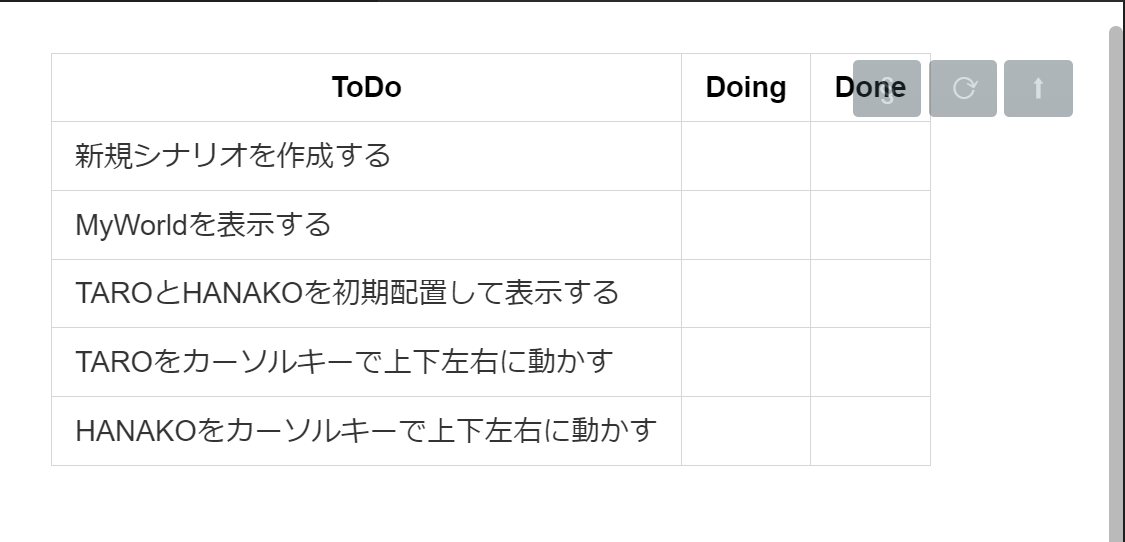 ToDo Doing Done
新規シナリオを作成する
MyWorldを表示する
TAROとHANAKOを初期配置して表示する
TAROをカーソルキーで上下左右に動かす
HANAKOをカーソルキーで上下左右に動かす